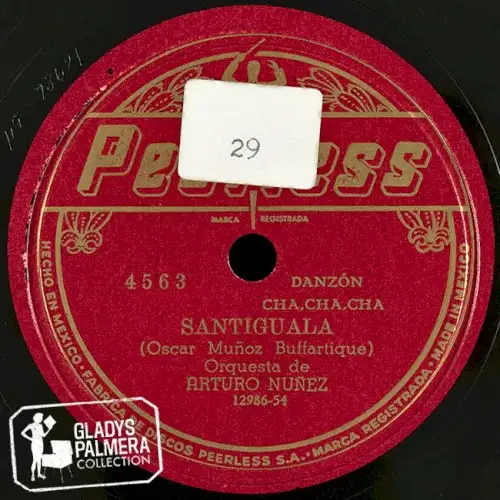 Peerless
29
MARCA REGISTRADA
4563 DANZÓN
CHA,CHA,CHA
SANTIGUALA
(Oscar Muñoz Buffartique)
Orquesta de
ARTURO NUÑEZ
12986-54
HECHO EN MEXICO · FABRICA DE DISCOS PEERLESS S.A. · MARCA REGISTRADA · MADE IN MEXICO
GLADYS
PALMERA
COLLECTION